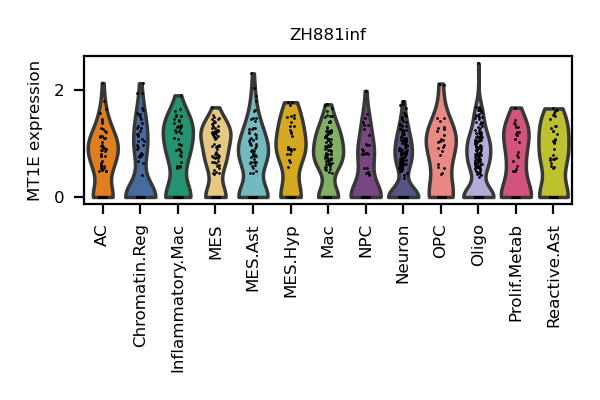 ZH881inf
MT1E expression
2
0
AC
Chromatin.Reg
Inflammatory.Mac
MES
MES.Ast
MES.Hyp
Mac
NPC
Neuron
OPC
Oligo
Prolif.Metab
Reactive.Ast